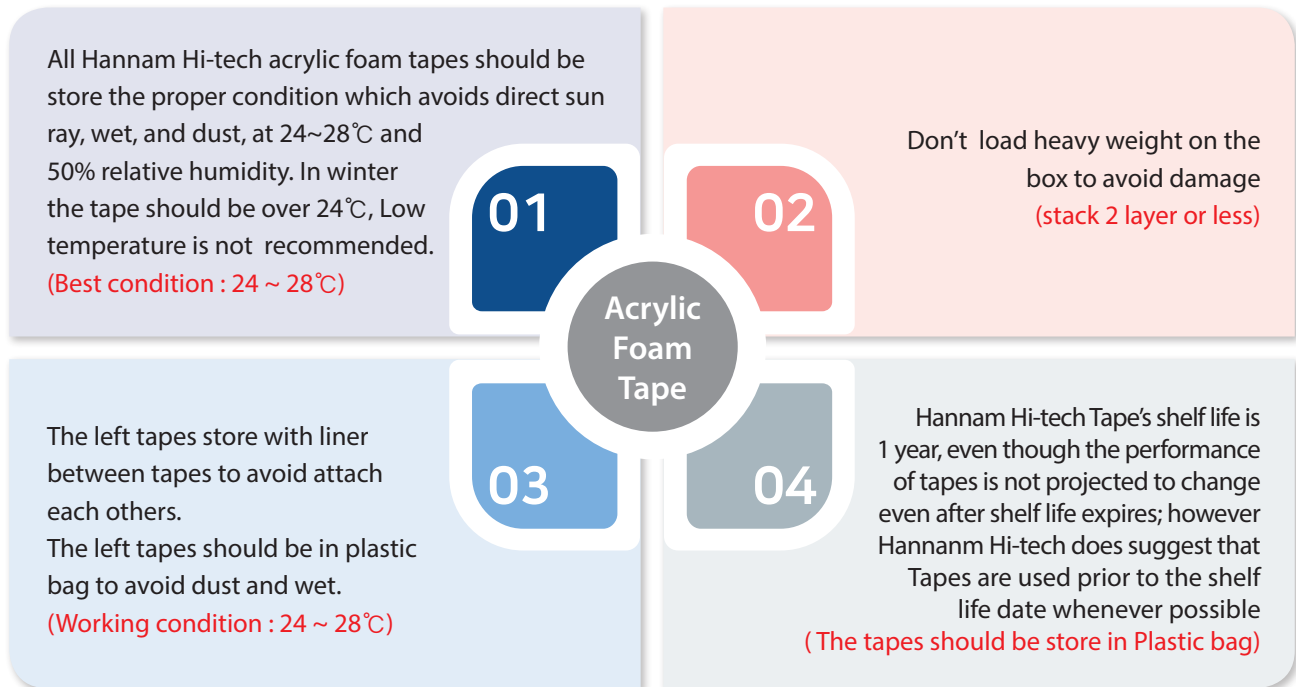 All Hannam Hi-tech acrylic foam tapes should be
store the proper condition which avoids direct sun
ray, wet, and dust, at 24~28℃ and
50% relative humidity. In winter
the tape should be over 24℃, Low
temperature is not recommended.
(Best condition : 24 ~ 28℃)
01
Don't load heavy weight on the
box to avoid damage
(stack 2 layer or less)
02
Acrylic
Foam
Tape
The left tapes store with liner
between tapes to avoid attach
each others.
The left tapes should be in plastic
bag to avoid dust and wet.
(Working condition : 24 ~ 28℃)
03
Hannam Hi-tech Tape's shelf life is
1 year, even though the performance
of tapes is not projected to change
even after shelf life expires; however
Hannanm Hi-tech does suggest that
Tapes are used prior to the shelf
life date whenever possible
( The tapes should be store in Plastic bag)
04